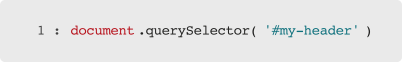 1 : document .querySelector( '#my-header' )